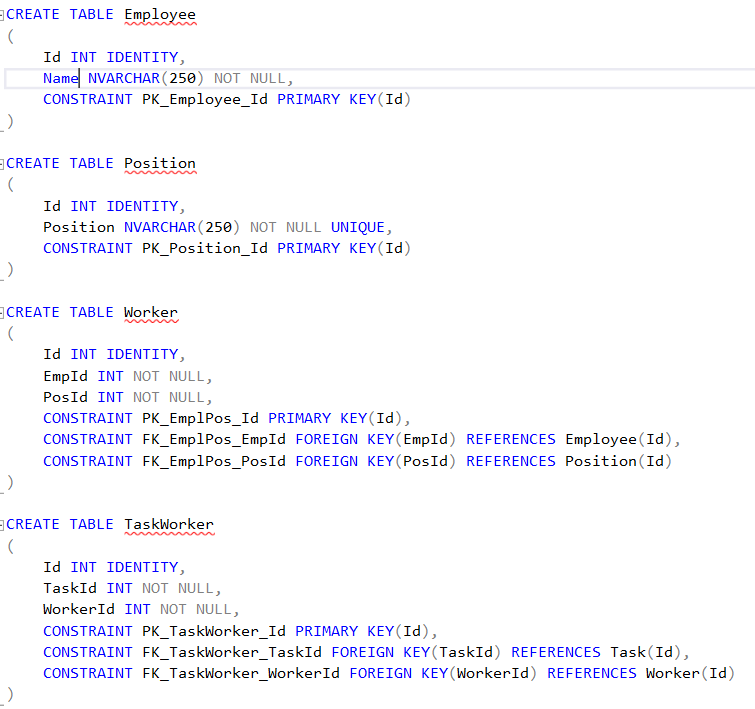 CREATE TABLE Employee
(
    Id INT IDENTITY,
    Name NVARCHAR(250) NOT NULL,
    CONSTRAINT PK_Employee_Id PRIMARY KEY(Id)
)
CREATE TABLE Position
(
    Id INT IDENTITY,
    Position NVARCHAR(250) NOT NULL UNIQUE,
    CONSTRAINT PK_Position_Id PRIMARY KEY(Id)
)
CREATE TABLE Worker
(
    Id INT IDENTITY,
    EmpId INT NOT NULL,
    PosId INT NOT NULL,
    CONSTRAINT PK_EmplPos_Id PRIMARY KEY(Id),
    CONSTRAINT FK_EmplPos_EmpId FOREIGN KEY(EmpId) REFERENCES Employee(Id),
    CONSTRAINT FK_EmplPos_PosId FOREIGN KEY(PosId) REFERENCES Position(Id)
)
CREATE TABLE TaskWorker
(
    Id INT IDENTITY,
    TaskId INT NOT NULL,
    WorkerId INT NOT NULL,
    CONSTRAINT PK_TaskWorker_Id PRIMARY KEY(Id),
    CONSTRAINT FK_TaskWorker_TaskId FOREIGN KEY(TaskId) REFERENCES Task(Id),
    CONSTRAINT FK_TaskWorker_WorkerId FOREIGN KEY(WorkerId) REFERENCES Worker(Id)
)